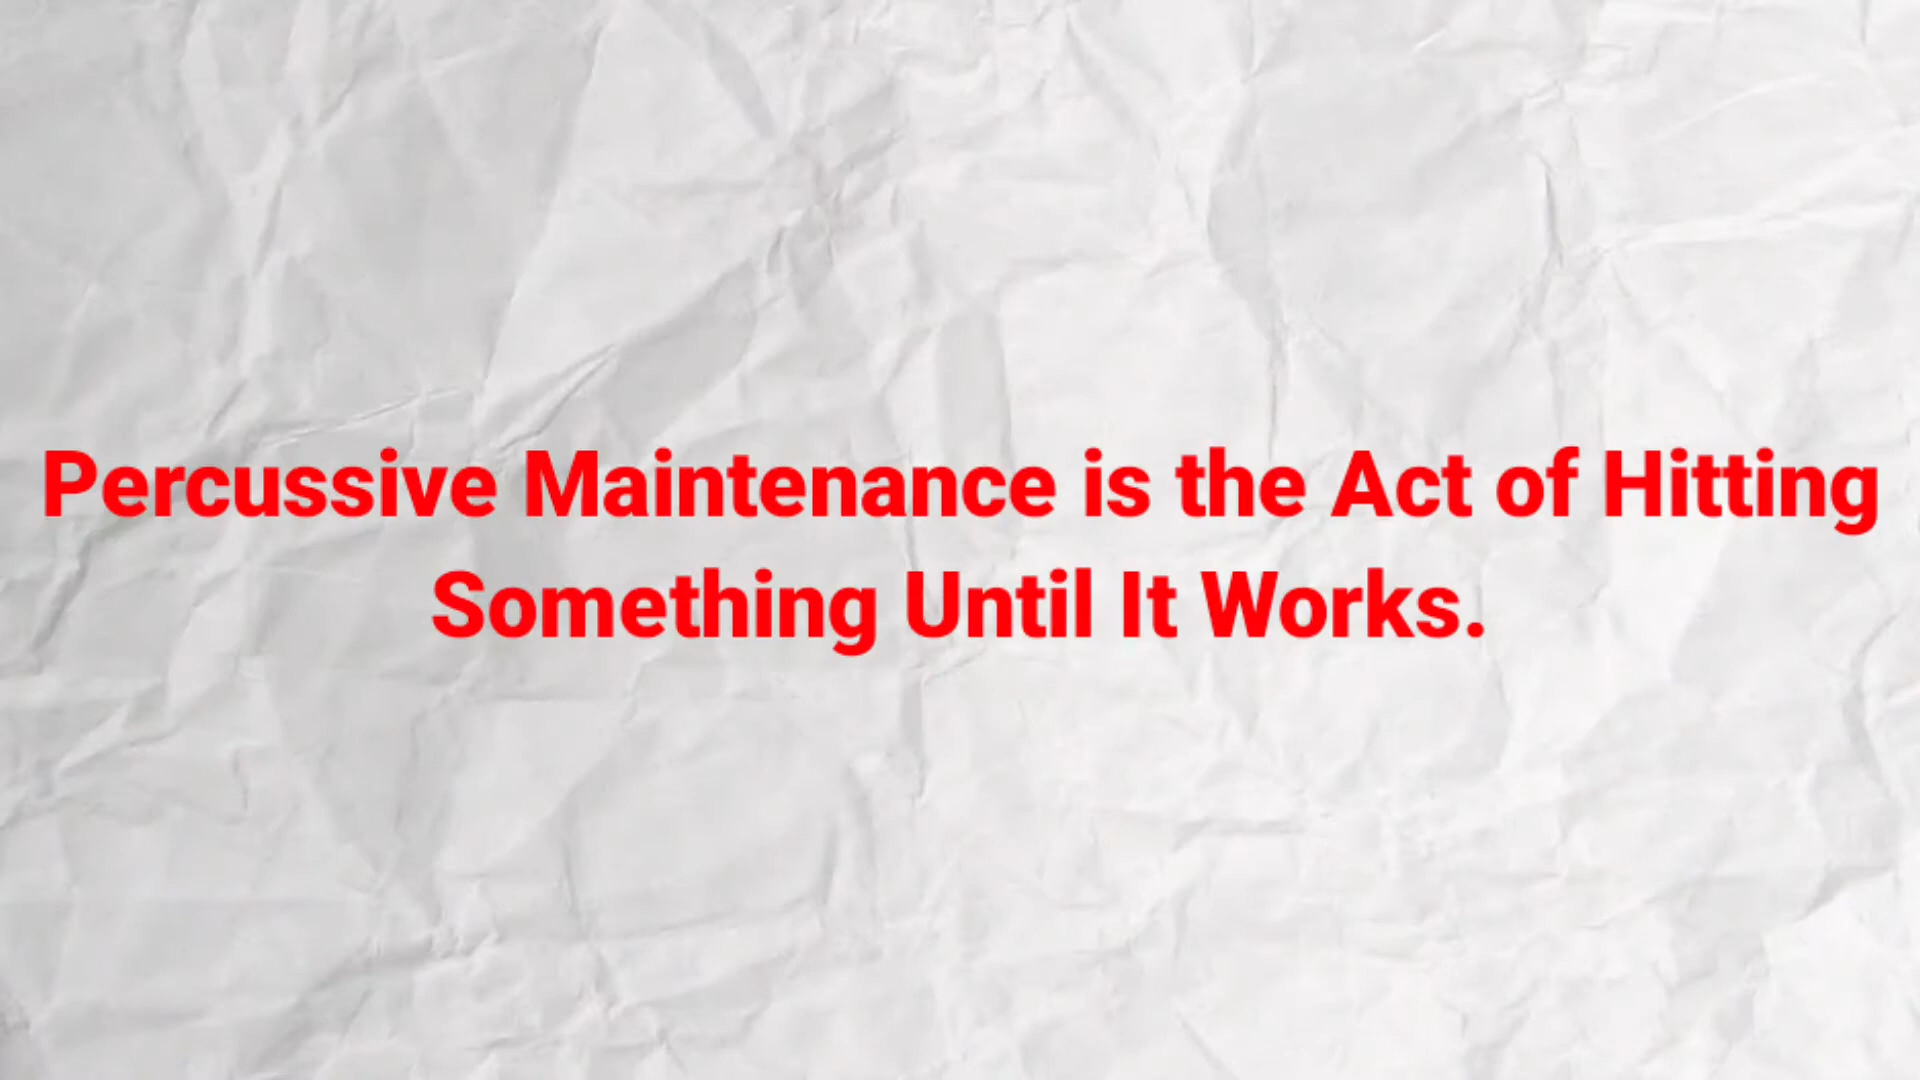 Percussive Maintenance is the Act of Hitting
Something Until It Works.